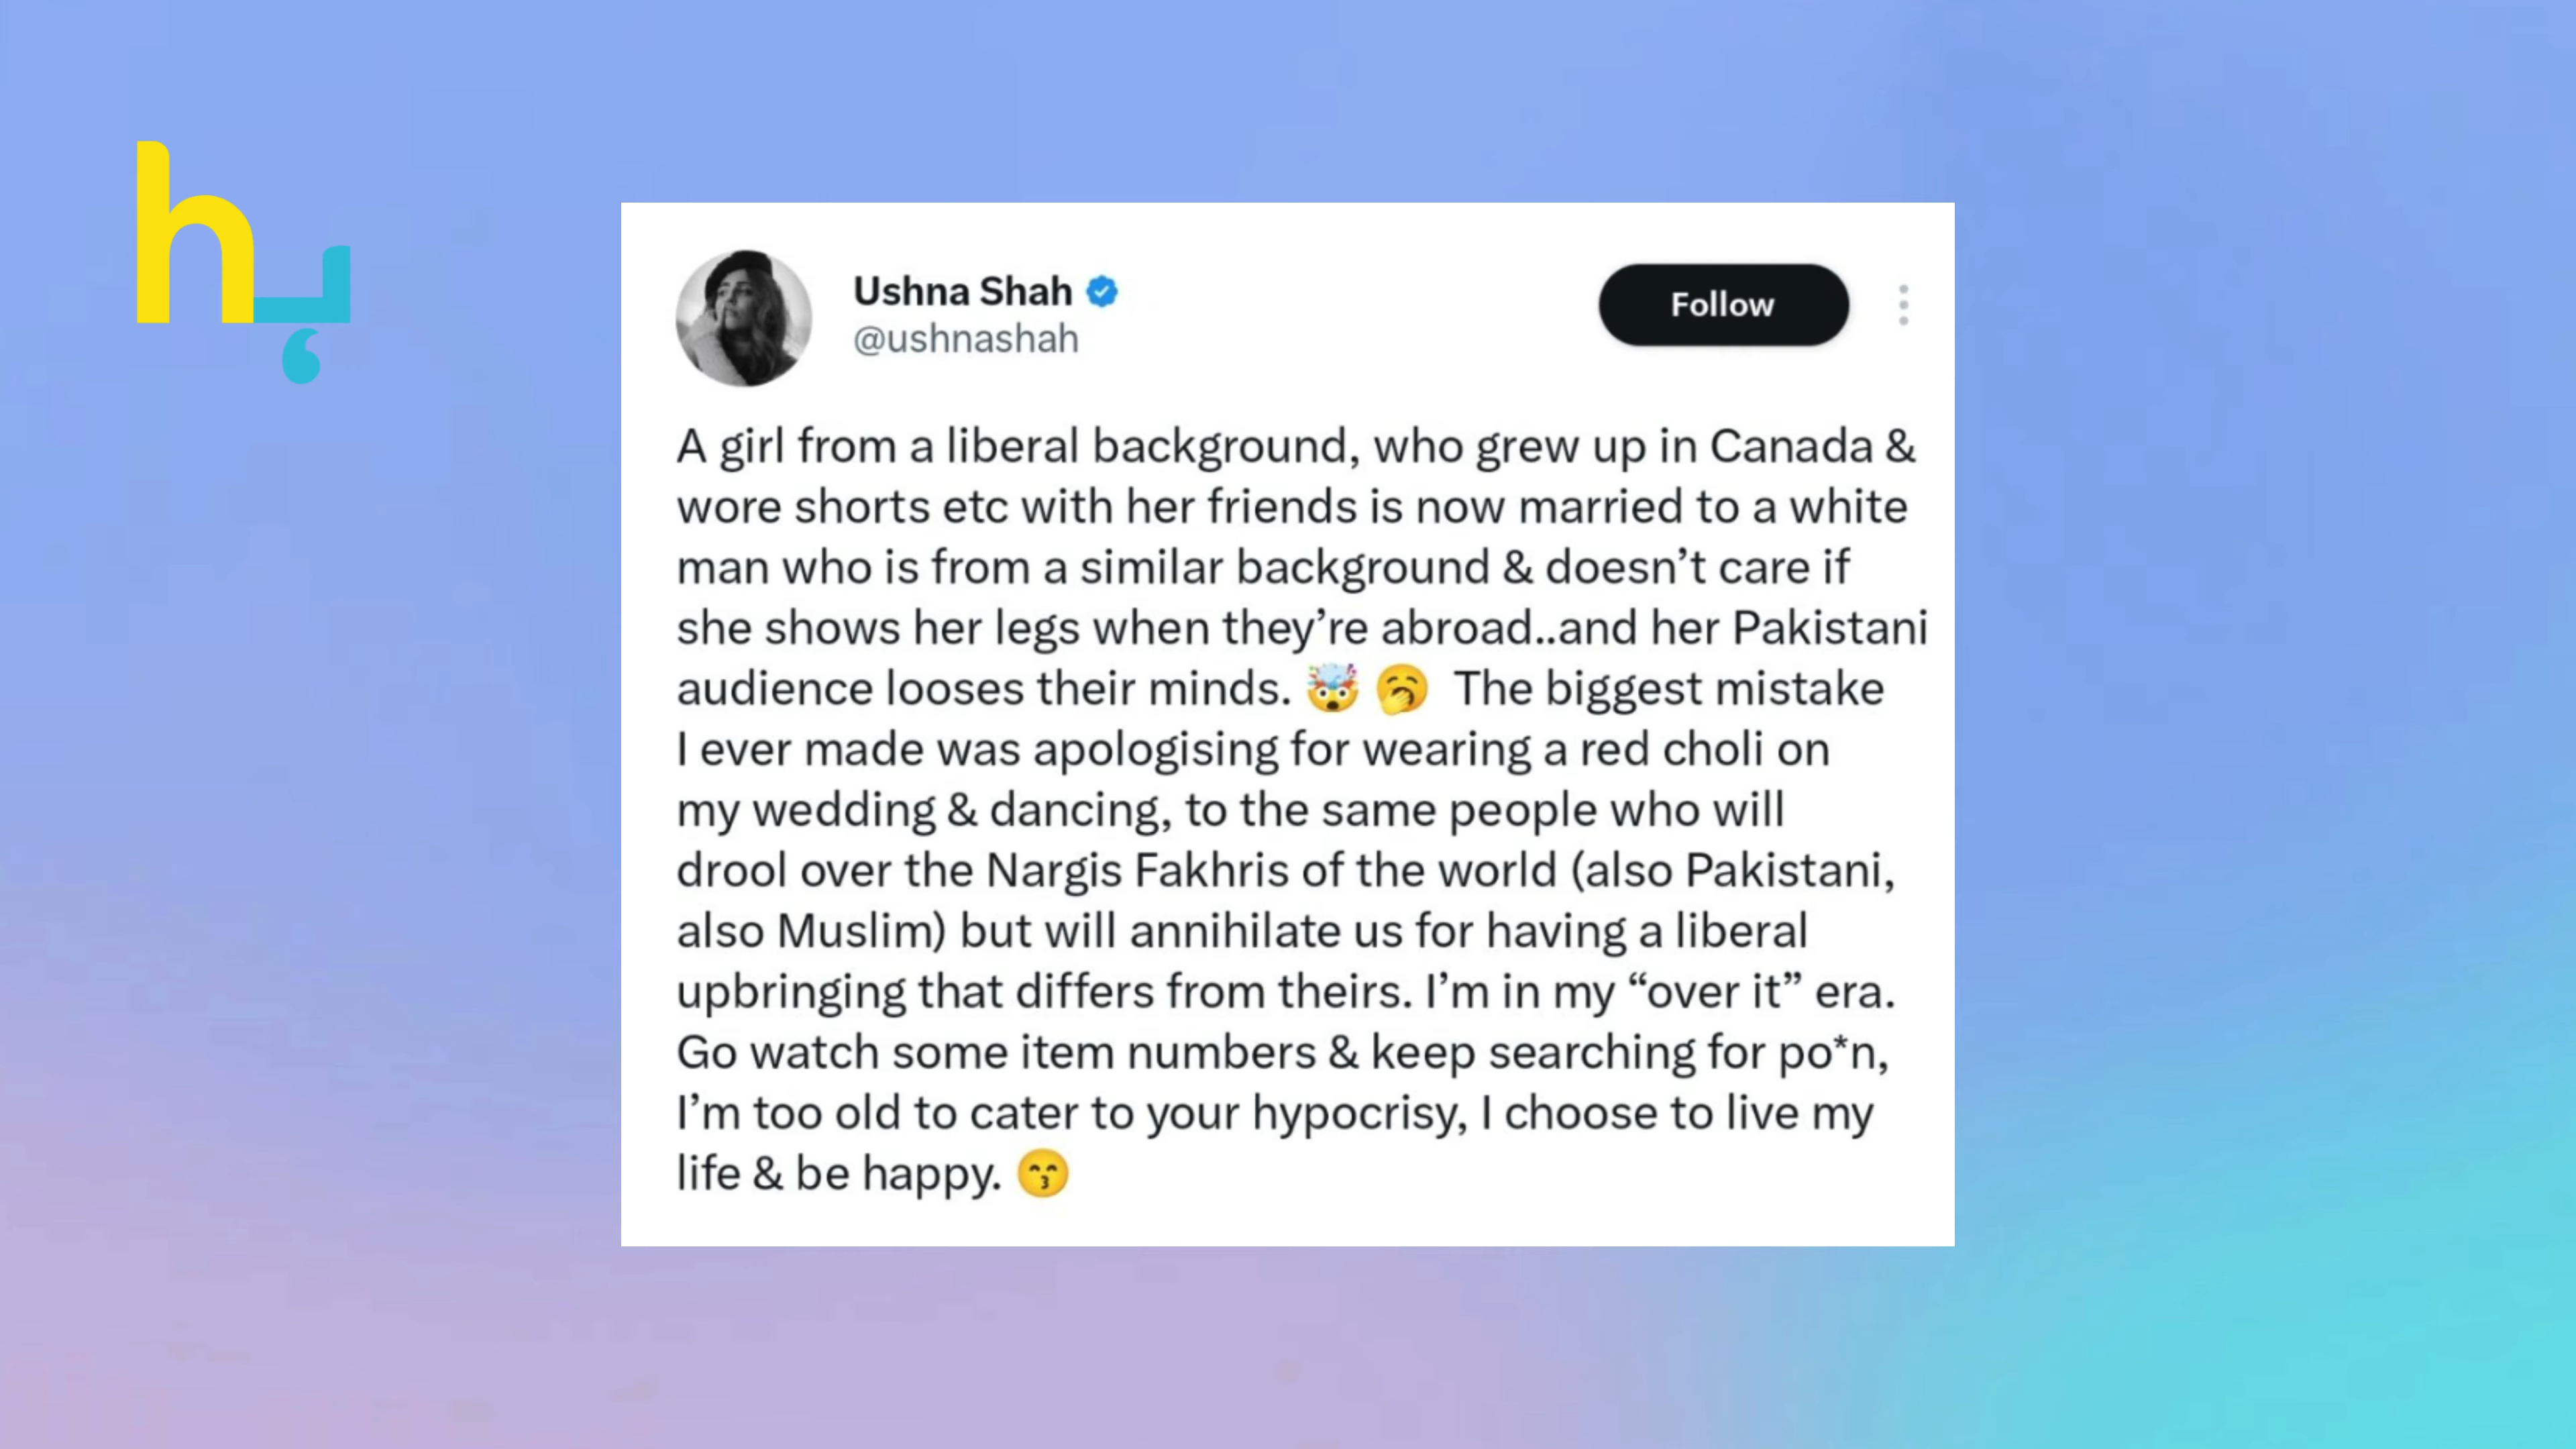 h
Ushna Shah
@ushnashah
Follow
A girl from a liberal background, who grew up in Canada &
wore shorts etc with her friends is now married to a white
man who is from a similar background & doesn’t care if
she shows her legs when they’re abroad..and her Pakistani
audience looses their minds. 🤯 🥱 The biggest mistake
I ever made was apologising for wearing a red choli on
my wedding & dancing, to the same people who will
drool over the Nargis Fakhris of the world (also Pakistani,
also Muslim) but will annihilate us for having a liberal
upbringing that differs from theirs. I’m in my “over it” era.
Go watch some item numbers & keep searching for po*n,
I’m too old to cater to your hypocrisy, I choose to live my
life & be happy. 😙